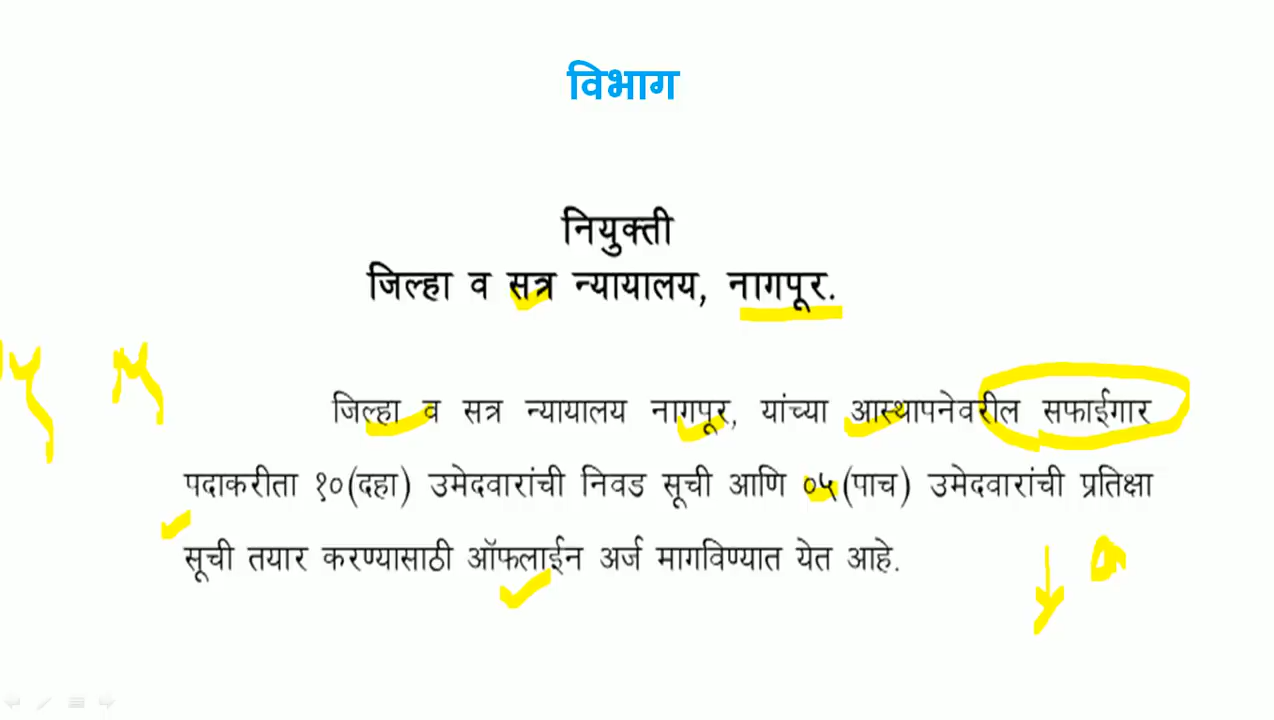 विभाग
नियुक्ती
जिल्हा व सत्र न्यायालय, नागपूर.
जिल्हा व सत्र न्यायालय नागपूर, यांच्या आस्थापनेवरील सफाईगार
पदाकरीता १०(दहा) उमेदवारांची निवड सूची आणि ०५(पाच) उमेदवारांची प्रतिक्षा
सूची तयार करण्यासाठी ऑफलाईन अर्ज मागविण्यात येत आहे.